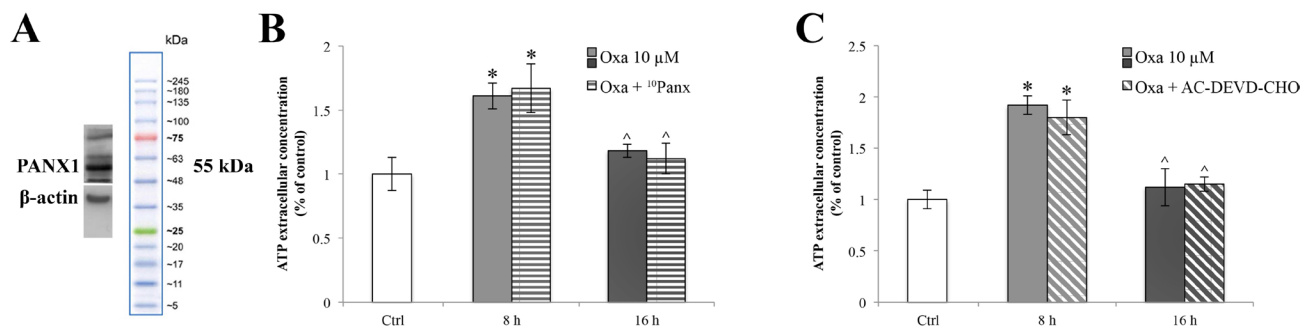 A
kDa
~245
~180
~135
~100
~75
~63
~48
~35
~25
~20
~17
~11
~5
PANX1
55 kDa
β-actin
B
ATP extracellular concentration
(% of control)
2
1.5
1
0.5
0
Oxa 10 µM
Oxa + ¹⁰Panx
*
*
^
^
Ctrl
8 h
16 h
C
ATP extracellular concentration
(% of control)
2.5
2
1.5
1
0.5
0
Oxa 10 µM
Oxa + AC-DEVD-CHO
*
*
^
^
Ctrl
8 h
16 h